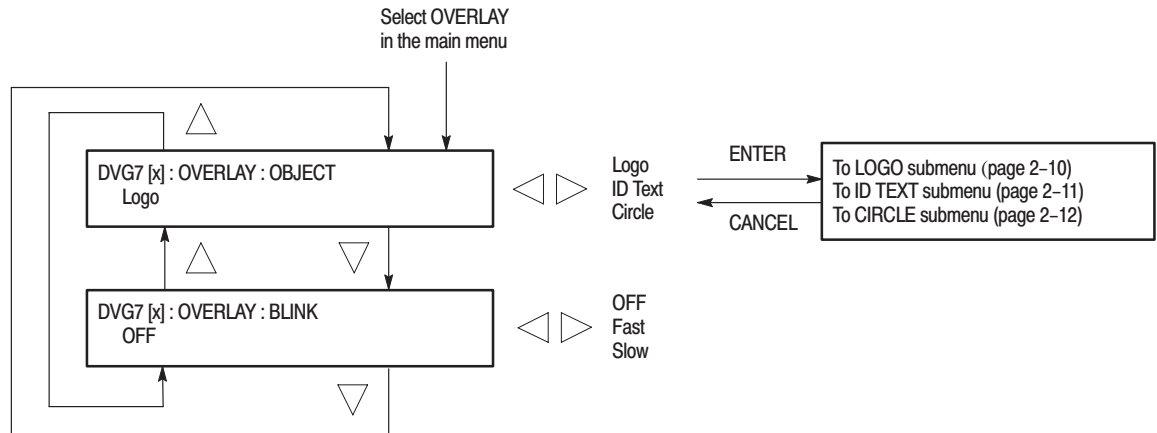 Select OVERLAY
in the main menu
DVG7 [x] : OVERLAY : OBJECT
Logo
Logo
ID Text
Circle
ENTER
CANCEL
To LOGO submenu (page 2–10)
To ID TEXT submenu (page 2–11)
To CIRCLE submenu (page 2–12)
DVG7 [x] : OVERLAY : BLINK
OFF
OFF
Fast
Slow